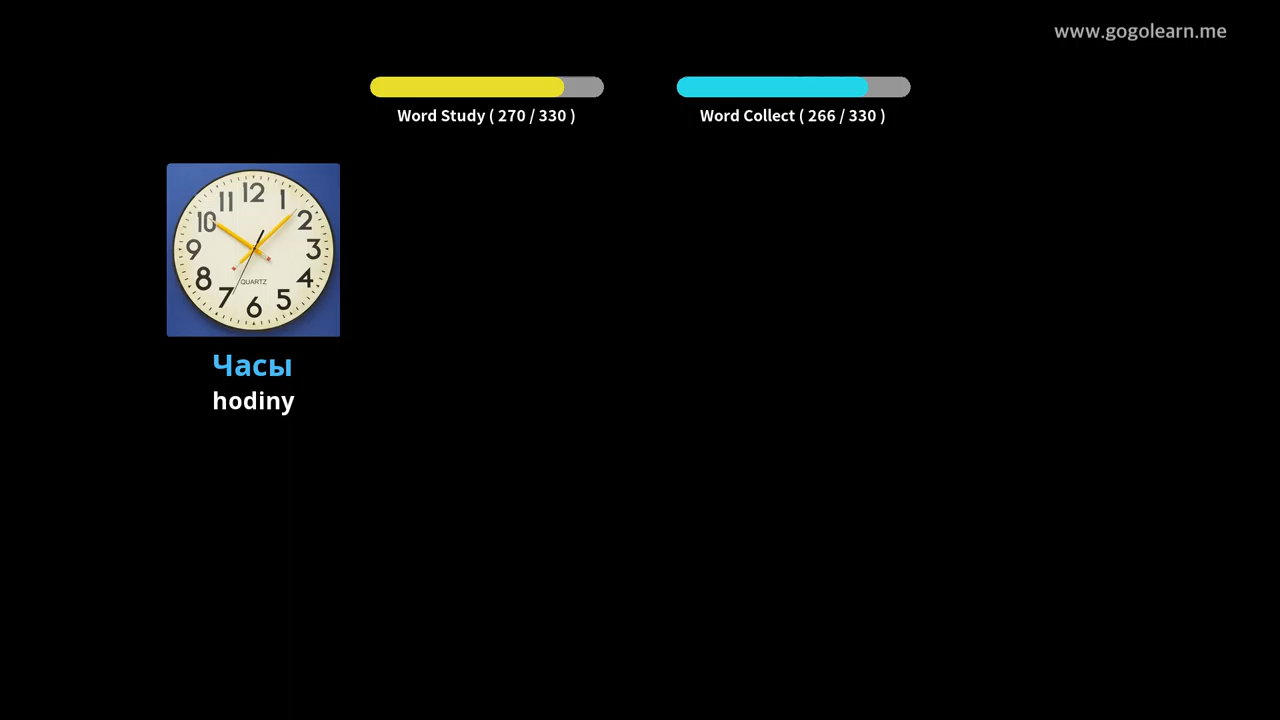 www.gogolearn.me
Word Study ( 270 / 330 )
Word Collect ( 266 / 330 )
12
11
1
10
2
9
3
8
4
7
5
6
QUARTZ
Часы
hodiny